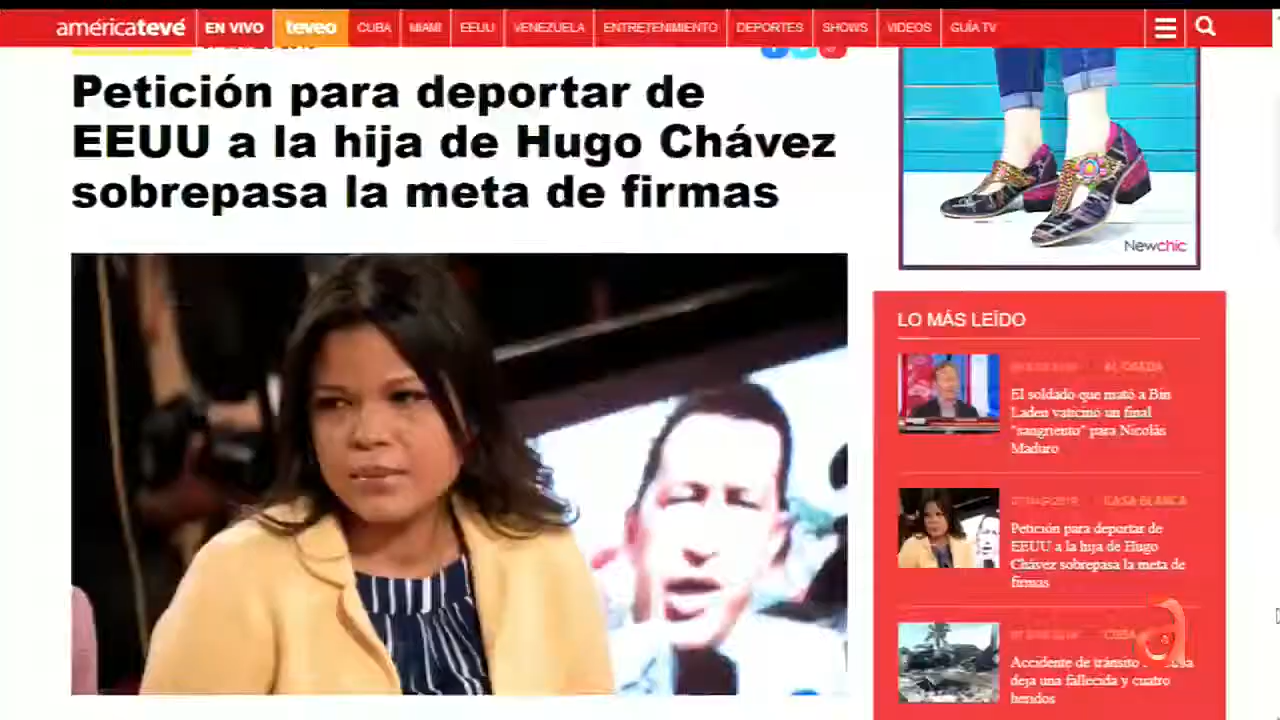 américatevé
EN VIVO
teveo
CUBA
MIAMI
EEUU
VENEZUELA
ENTRETENIMIENTO
DEPORTES
SHOWS
VIDEOS
GUÍA TV
Petición para deportar de
EEUU a la hija de Hugo Chávez
sobrepasa la meta de firmas
Newchic
LO MÁS LEÍDO
AL QAEDA
El soldado que mató a Bin
Laden vaticinó un final
"sangriento" para Nicolás
Maduro
CASA BLANCA
Petición para deportar de
EEUU a la hija de Hugo
Chávez sobrepasa la meta de
firmas
Accidente de tránsito
deja una fallecida y cuatro
heridos